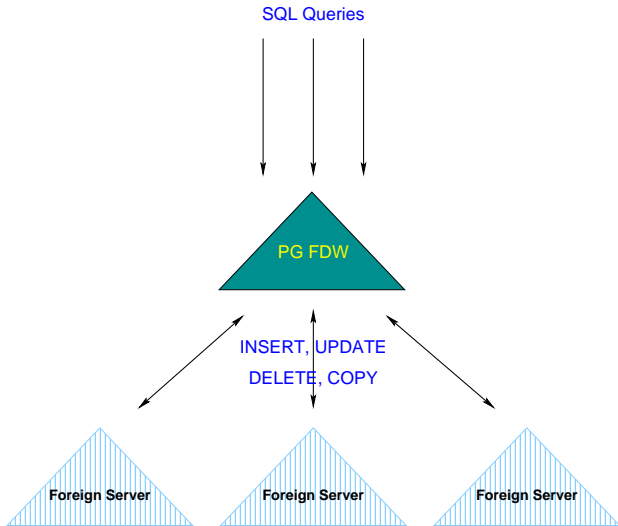 SQL Queries
PG FDW
INSERT, UPDATE
DELETE, COPY
Foreign Server
Foreign Server
Foreign Server